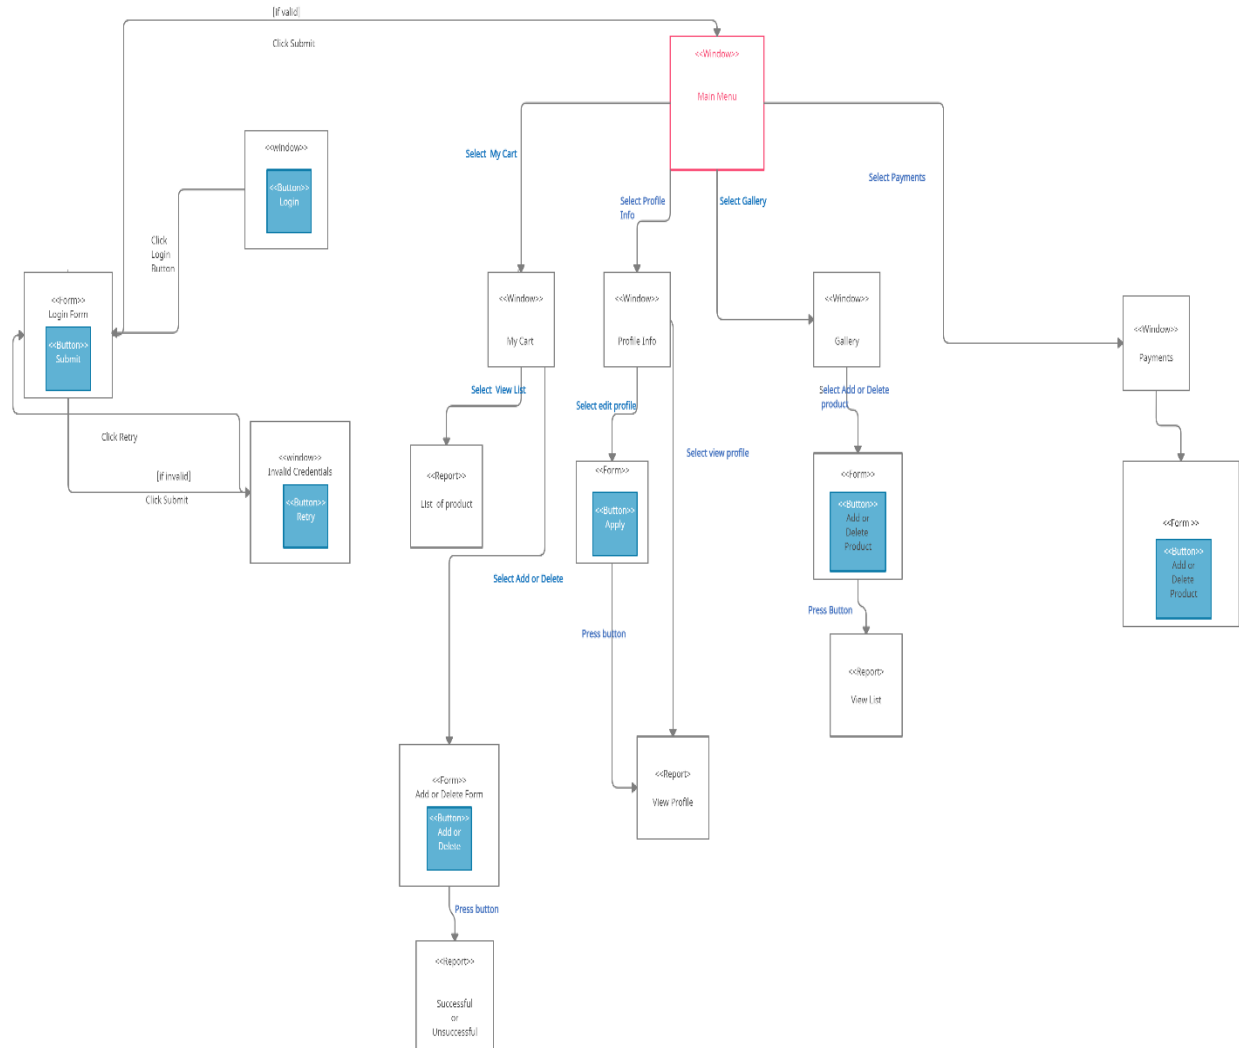 [if valid]
Click Submit
<<Window>>
Main Menu
<<window>>
<<Button>>
Login
Select  My Cart
Select Profile
Info
Select Gallery
Select Payments
Click
Login
Button
<<Form>>
Login Form
<<Button>>
Submit
<<Window>>
My Cart
<<Window>>
Profile Info
<<Window>>
Gallery
<<Window>>
Payments
Select  View List
Select edit profile
Select Add or Delete
product
Select view profile
Click Retry
[if invalid]
Click Submit
<<window>>
Invalid Credentials
<<Button>>
Retry
<<Report>>
List  of product
<<Form>>
<<Button>>
Apply
<<Form>>
<<Button>>
Add or
Delete
Product
<<Form >>
<<Button>>
Add or
Delete
Product
Select Add or Delete
Press button
Press Button
<<Report>
View List
<<Form>>
Add or Delete Form
<<Button>>
Add or
Delete
<<Report>
View Profile
Press button
<<Report>>
Successful
or
Unsuccessful